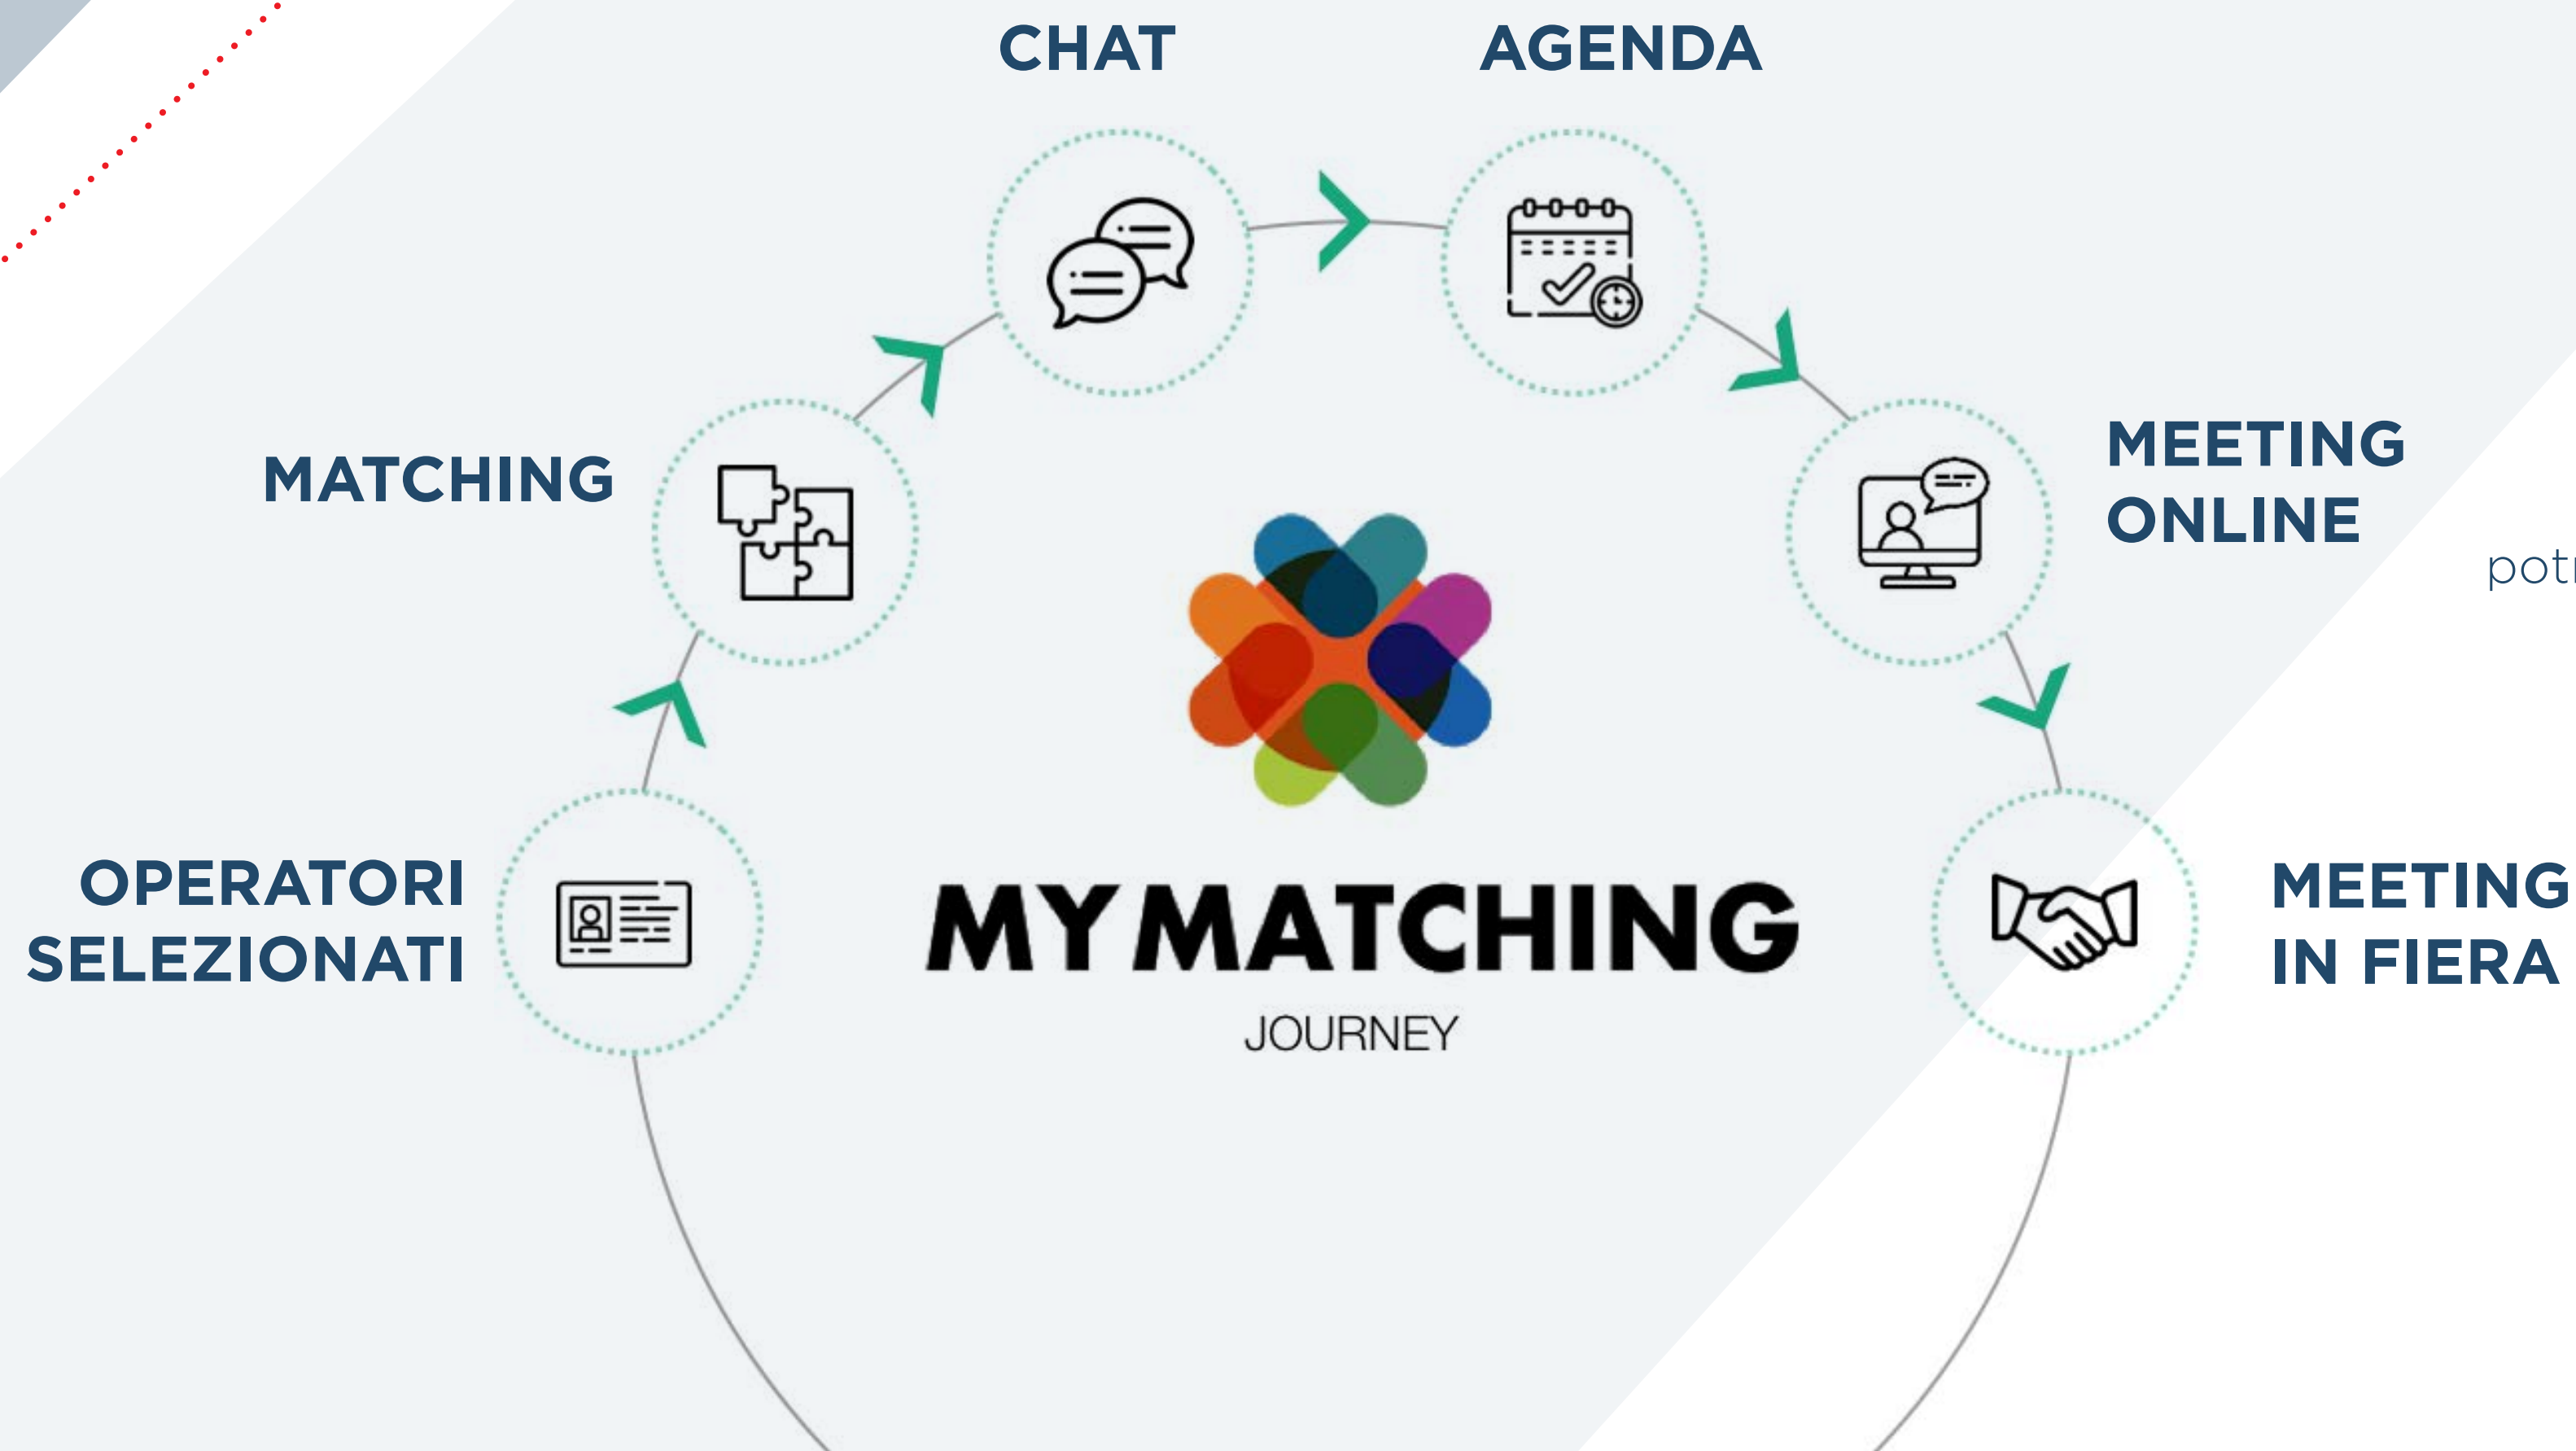 CHAT
AGENDA
MATCHING
MEETING
ONLINE
OPERATORI
SELEZIONATI
MYMATCHING
JOURNEY
MEETING
IN FIERA